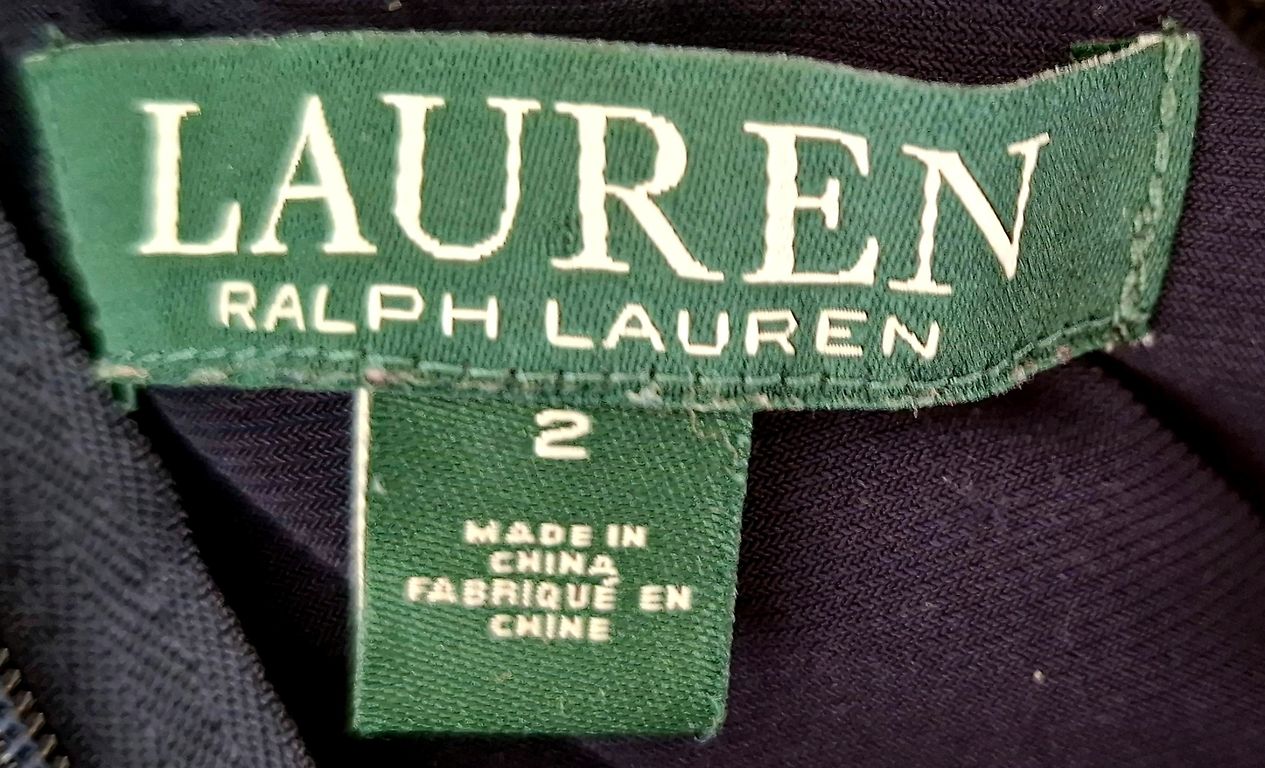 LAUREN
RALPH LAUREN
2
MADE IN
CHINA
FABRIQUÉ EN
CHINE